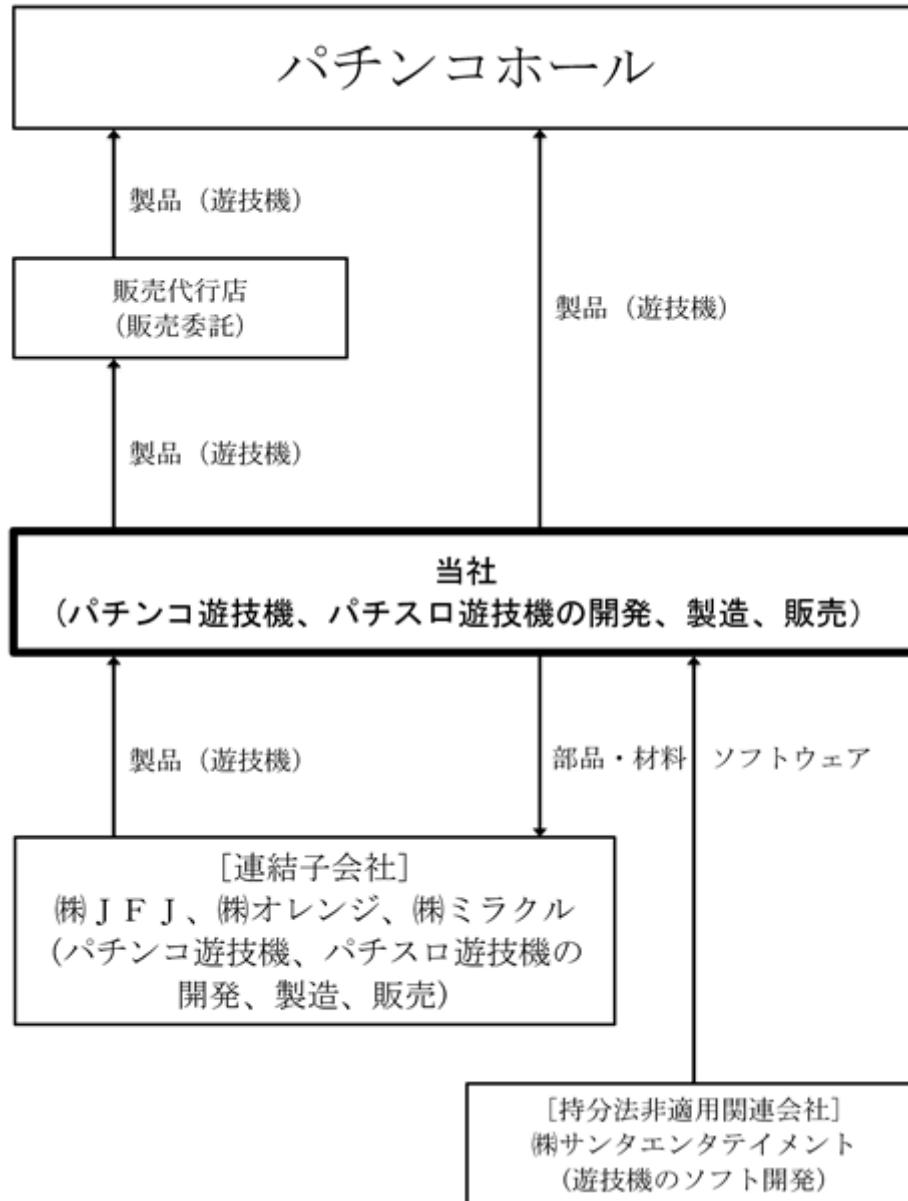 パチンコホール
製品（遊技機）
販売代行店
（販売委託）
製品（遊技機）
製品（遊技機）
当社
（パチンコ遊技機、パチスロ遊技機の開発、製造、販売）
製品（遊技機）
部品・材料
ソフトウェア
［連結子会社］
㈱ＪＦＪ、㈱オレンジ、㈱ミラクル
（パチンコ遊技機、パチスロ遊技機の
開発、製造、販売）
［持分法非適用関連会社］
㈱サンタエンタテイメント
（遊技機のソフト開発）